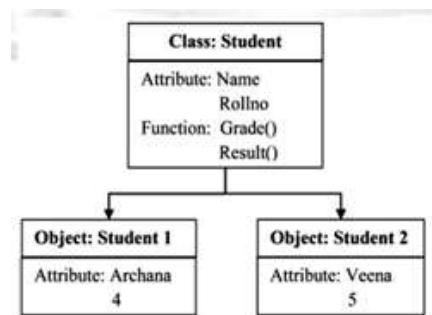 Class: Student
Attribute: Name
Rollno
Function: Grade()
Result()
Object: Student 1
Attribute: Archana
4
Object: Student 2
Attribute: Veena
5